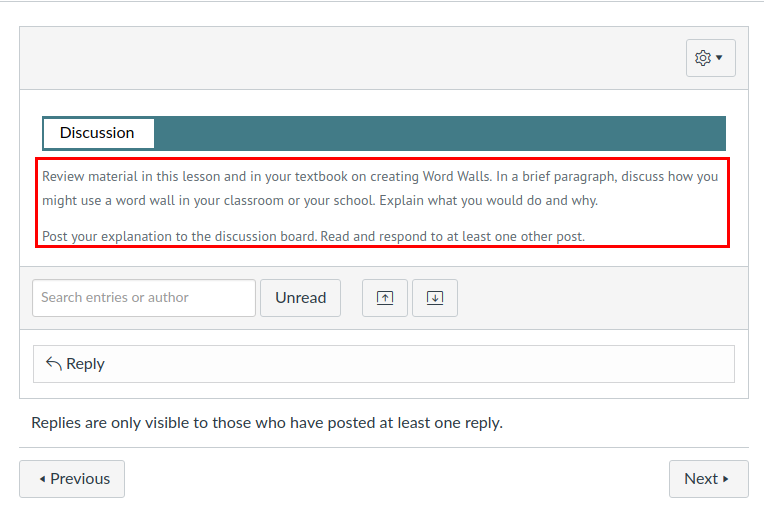 Discussion
Review material in this lesson and in your textbook on creating Word Walls. In a brief paragraph, discuss how you
might use a word wall in your classroom or your school. Explain what you would do and why.
Post your explanation to the discussion board. Read and respond to at least one other post.
Search entries or author
Unread
Reply
Replies are only visible to those who have posted at least one reply.
Previous
Next